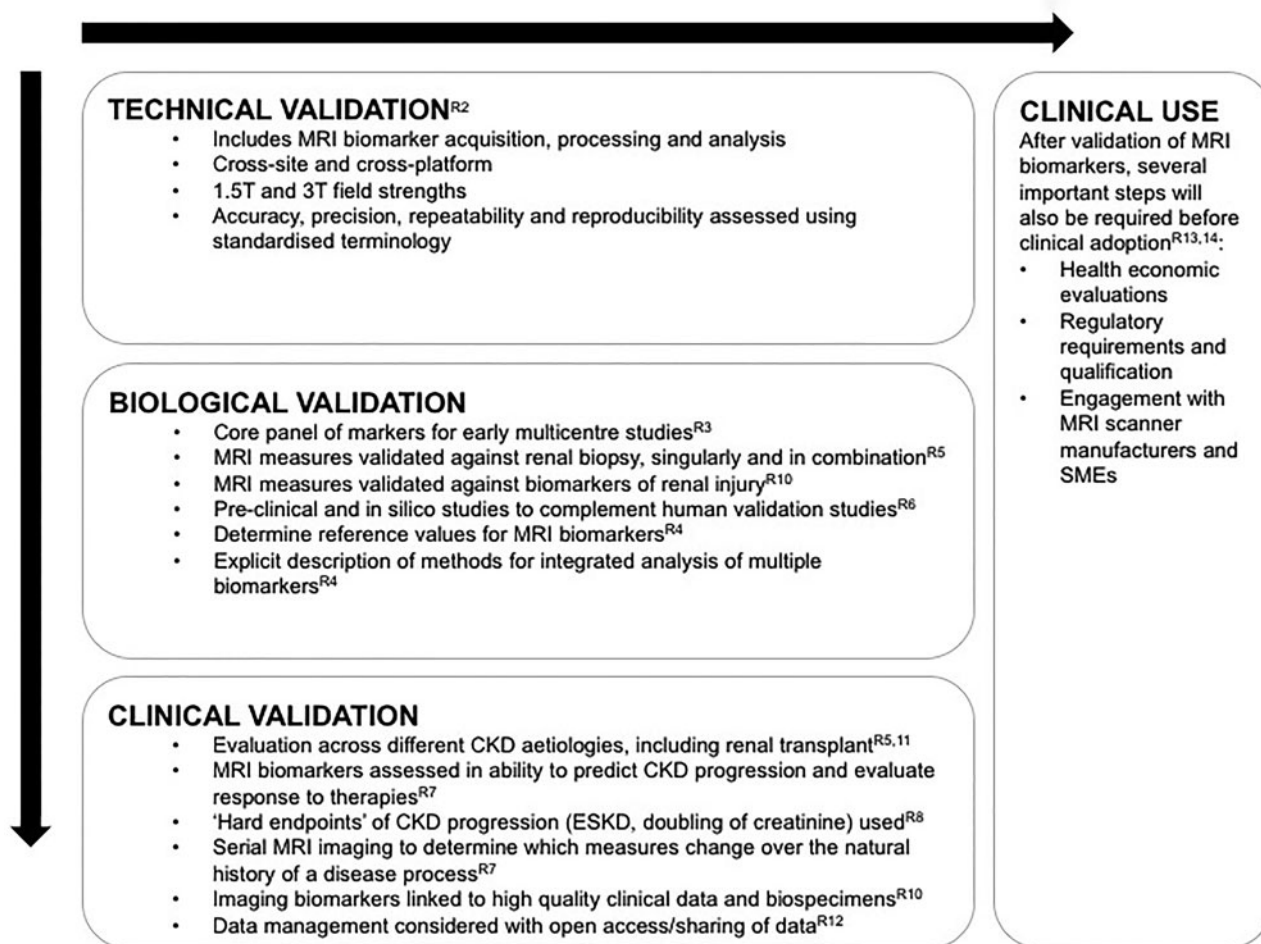 TECHNICAL VALIDATIONR2
• Includes MRI biomarker acquisition, processing and analysis
• Cross-site and cross-platform
• 1.5T and 3T field strengths
• Accuracy, precision, repeatability and reproducibility assessed using
standardised terminology
BIOLOGICAL VALIDATION
• Core panel of markers for early multicentre studiesR3
• MRI measures validated against renal biopsy, singularly and in combinationR5
• MRI measures validated against biomarkers of renal injuryR10
• Pre-clinical and in silico studies to complement human validation studiesR6
• Determine reference values for MRI biomarkersR4
• Explicit description of methods for integrated analysis of multiple
biomarkersR4
CLINICAL VALIDATION
• Evaluation across different CKD aetiologies, including renal transplantR5,11
• MRI biomarkers assessed in ability to predict CKD progression and evaluate
response to therapiesR7
• ‘Hard endpoints’ of CKD progression (ESKD, doubling of creatinine) usedR8
• Serial MRI imaging to determine which measures change over the natural
history of a disease processR7
• Imaging biomarkers linked to high quality clinical data and biospecimensR10
• Data management considered with open access/sharing of dataR12
CLINICAL USE
After validation of MRI
biomarkers, several
important steps will
also be required before
clinical adoptionR13,14:
• Health economic
evaluations
• Regulatory
requirements and
qualification
• Engagement with
MRI scanner
manufacturers and
SMEs